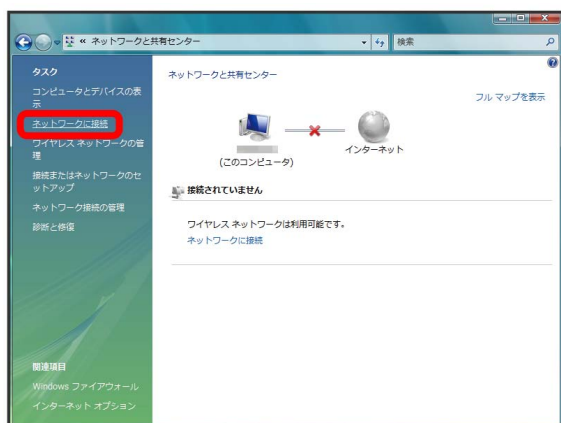 « ネットワークと共有センター
検索
タスク
コンピュータとデバイスの表
示
ネットワークに接続
ワイヤレス ネットワークの管
理
接続またはネットワークのセ
ットアップ
ネットワーク接続の管理
診断と修復
関連項目
Windows ファイアウォール
インターネット オプション
ネットワークと共有センター
フル マップを表示
(このコンピュータ)
インターネット
接続されていません
ワイヤレス ネットワークは利用可能です。
ネットワークに接続